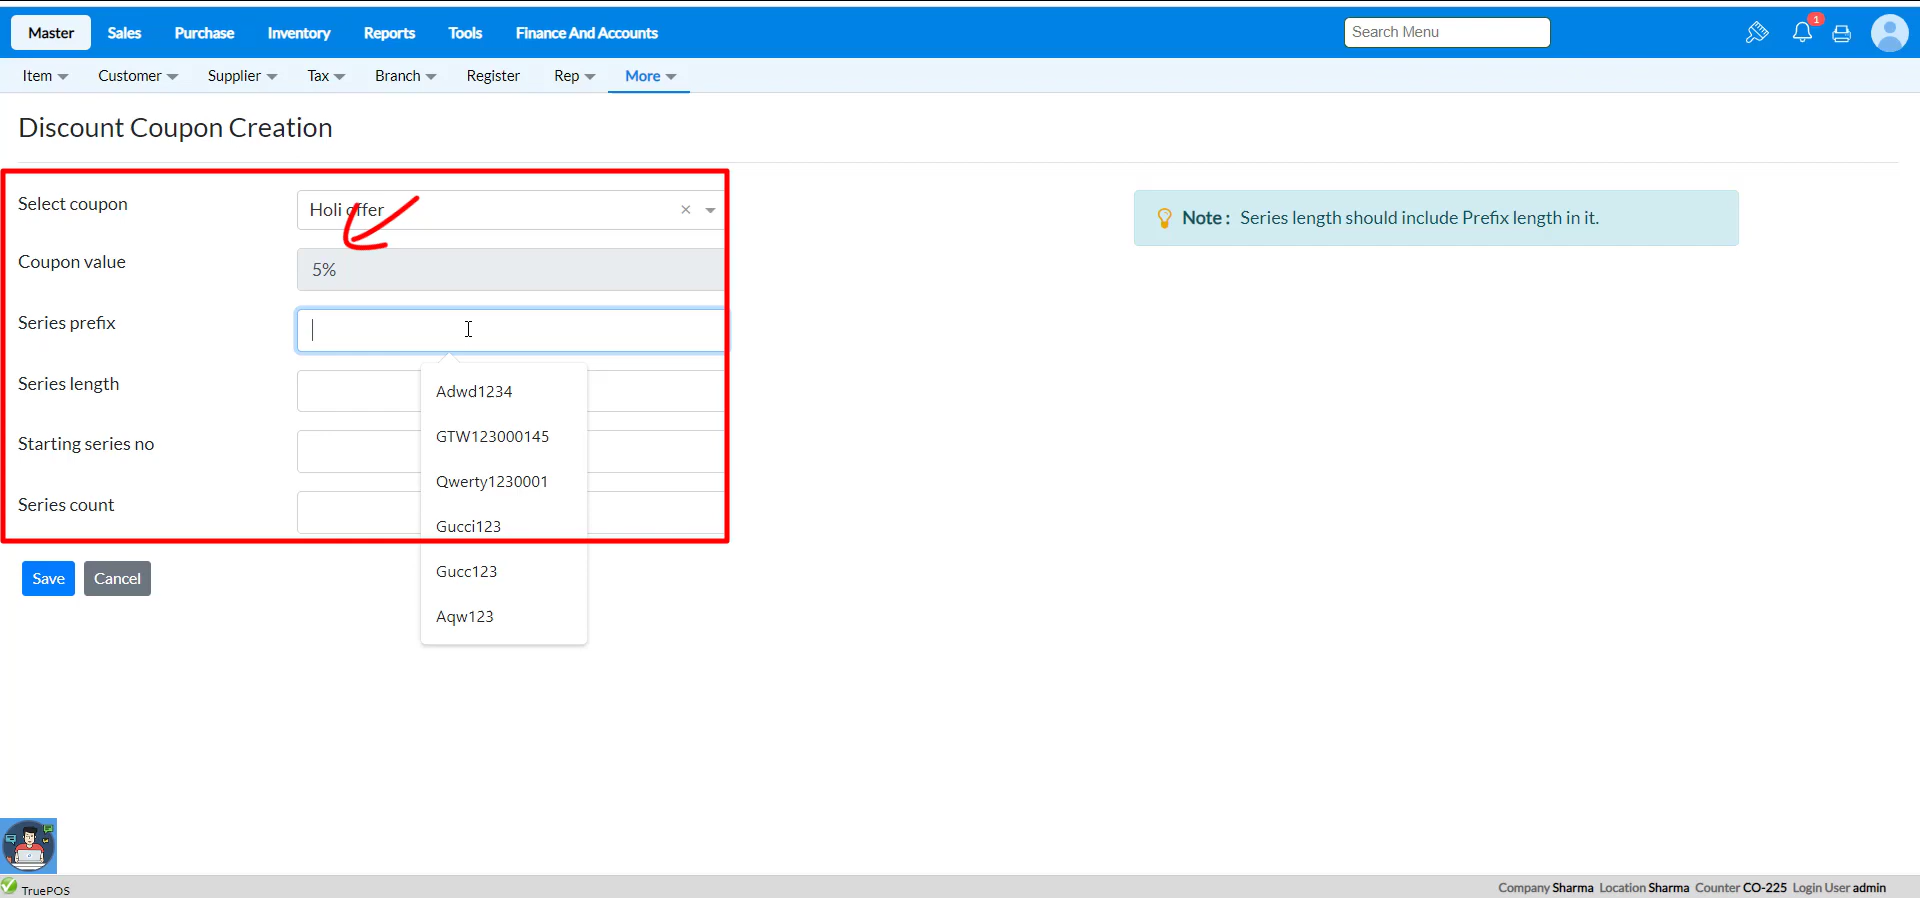 Master Sales Purchase Inventory Reports Tools Finance And Accounts Search Menu 1
Item Customer Supplier Tax Branch Register Rep More
Discount Coupon Creation
Select coupon Holi offer ×
Note : Series length should include Prefix length in it.
Coupon value 5%
Series prefix
Series length
Adwd1234
Starting series no
GTW123000145
Qwerty1230001
Series count
Gucci123
Gucc123
Aqw123
Save Cancel
TruePOS
Company Sharma Location Sharma Counter CO-225 Login User admin